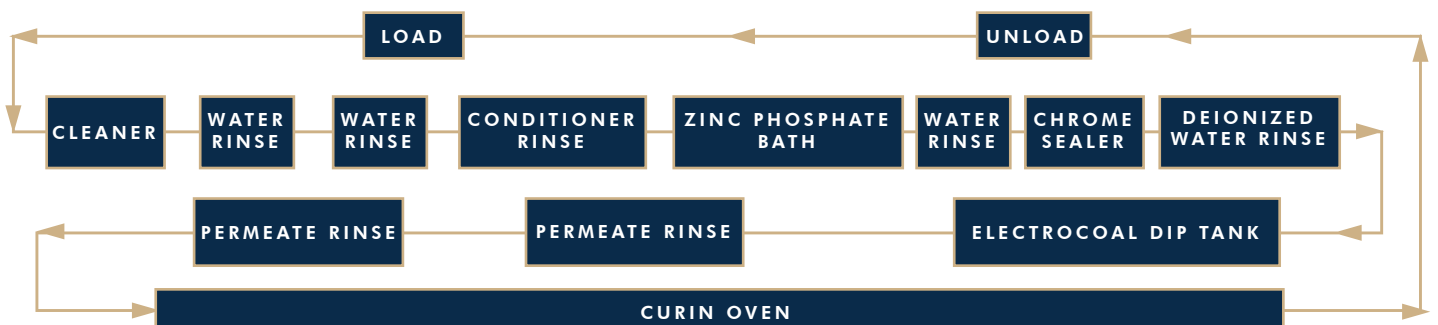 LOAD
UNLOAD
CLEANER
WATER
RINSE
WATER
RINSE
CONDITIONER
RINSE
ZINC PHOSPHATE
BATH
WATER
RINSE
CHROME
SEALER
DEIONIZED
WATER RINSE
PERMEATE RINSE
PERMEATE RINSE
ELECTROCOAL DIP TANK
CURIN OVEN